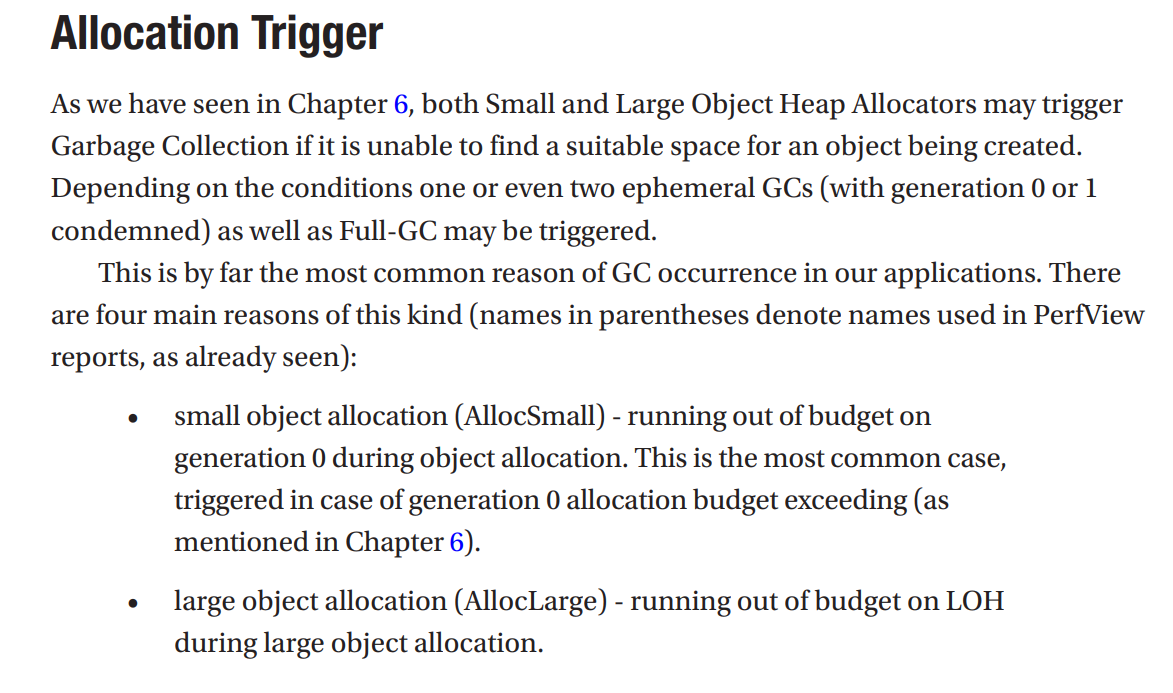 Allocation Trigger
As we have seen in Chapter 6, both Small and Large Object Heap Allocators may trigger
Garbage Collection if it is unable to find a suitable space for an object being created.
Depending on the conditions one or even two ephemeral GCs (with generation 0 or 1
condemned) as well as Full-GC may be triggered.
This is by far the most common reason of GC occurrence in our applications. There
are four main reasons of this kind (names in parentheses denote names used in PerfView
reports, as already seen):
• small object allocation (AllocSmall) - running out of budget on
generation 0 during object allocation. This is the most common case,
triggered in case of generation 0 allocation budget exceeding (as
mentioned in Chapter 6).
• large object allocation (AllocLarge) - running out of budget on LOH
during large object allocation.